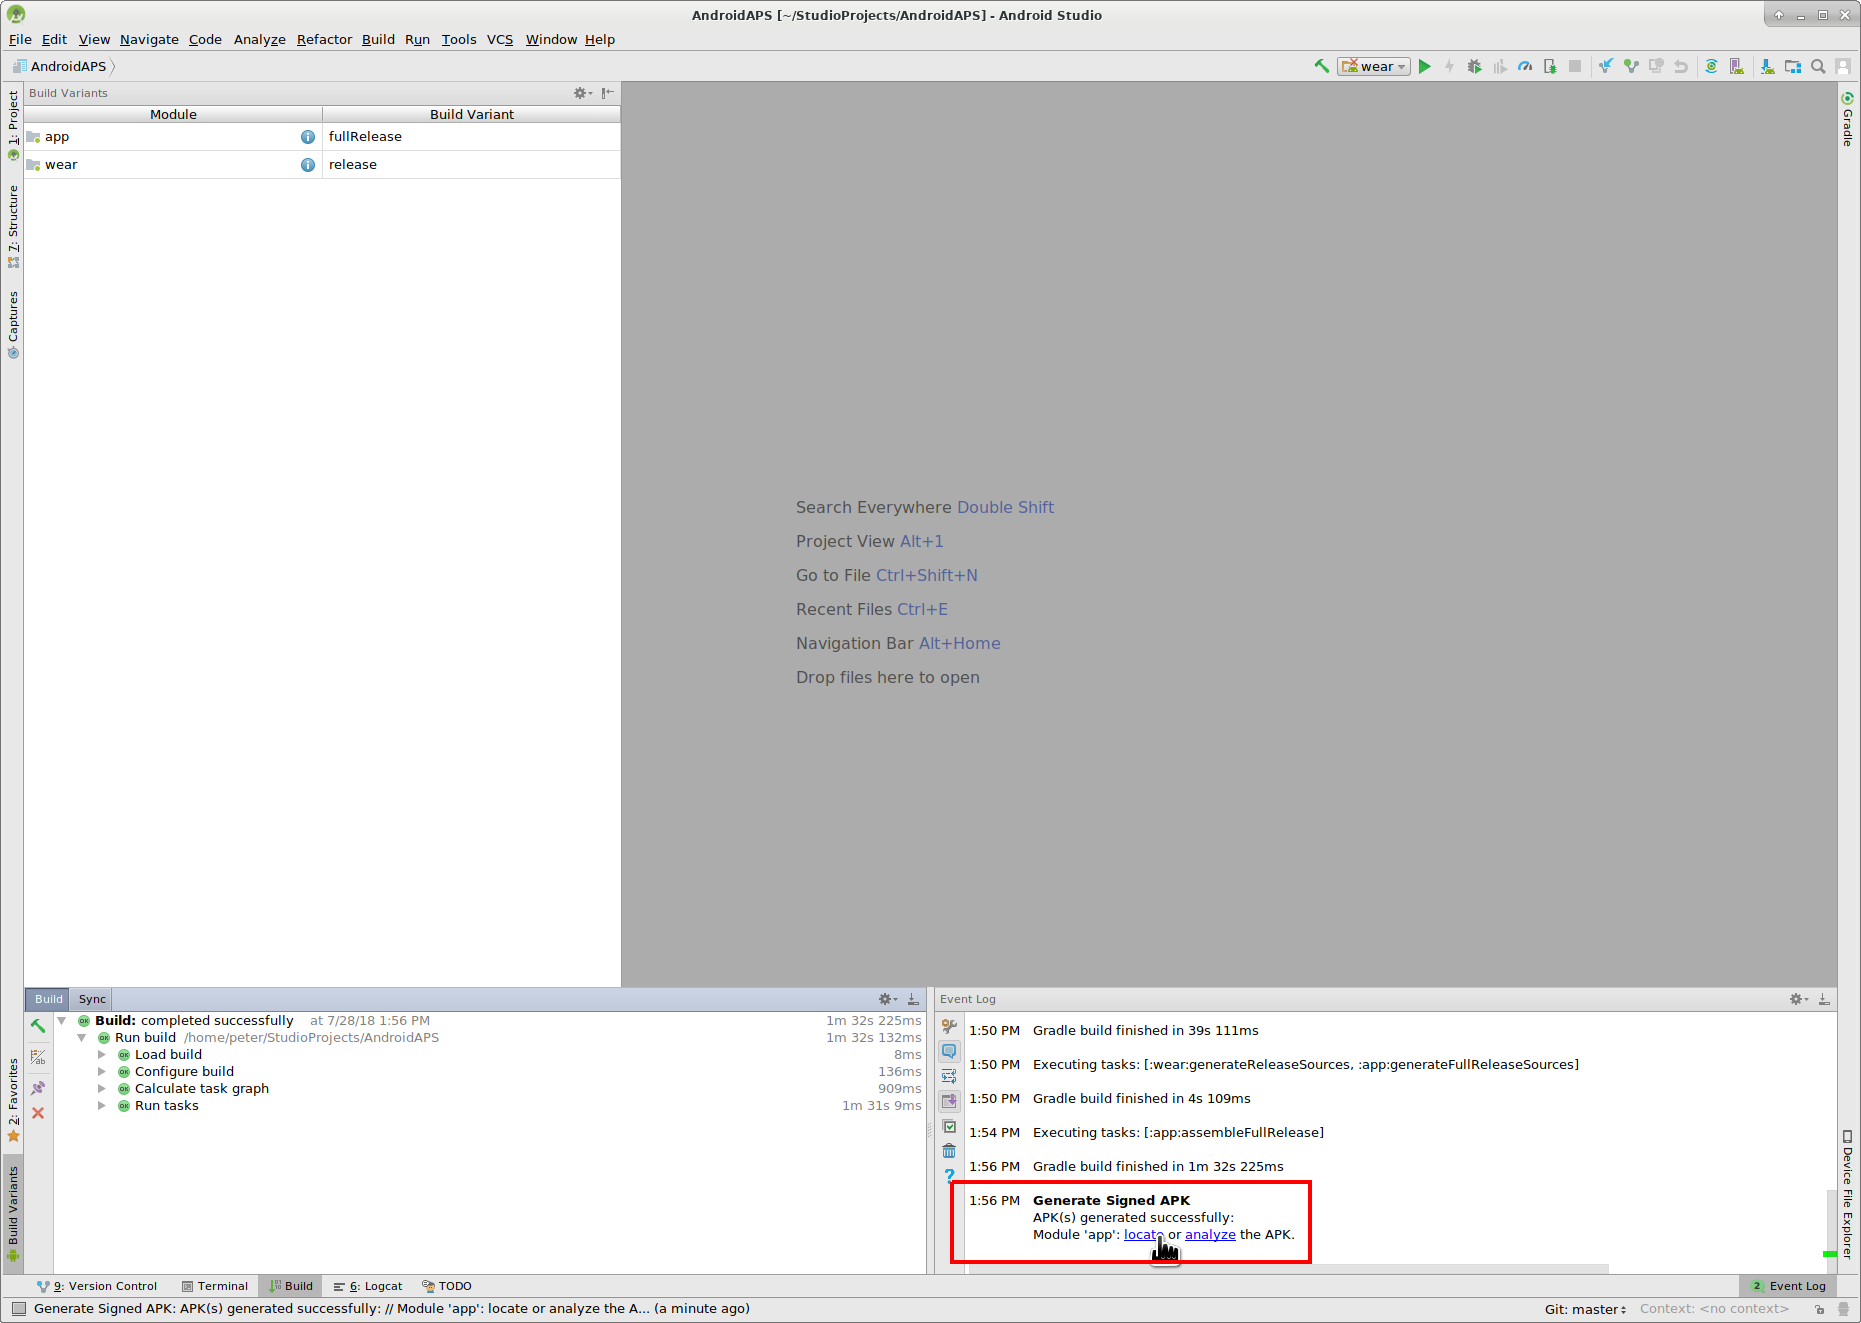 AndroidAPS [~/StudioProjects/AndroidAPS] - Android Studio
File Edit View Navigate Code Analyze Refactor Build Run Tools VCS Window Help
AndroidAPS
wear
1: Project
7: Structure
Captures
2: Favorites
Build Variants
Build Variants
Module Build Variant
app fullRelease
wear release
Search Everywhere Double Shift
Project View Alt+1
Go to File Ctrl+Shift+N
Recent Files Ctrl+E
Navigation Bar Alt+Home
Drop files here to open
Gradle
Device File Explorer
Build Sync
Build: completed successfully at 7/28/18 1:56 PM 1m 32s 225ms
Run build /home/peter/StudioProjects/AndroidAPS 1m 32s 132ms
Load build 8ms
Configure build 136ms
Calculate task graph 909ms
Run tasks 1m 31s 9ms
Event Log
1:50 PM Gradle build finished in 39s 111ms
1:50 PM Executing tasks: [:wear:generateReleaseSources, :app:generateFullReleaseSources]
1:50 PM Gradle build finished in 4s 109ms
1:54 PM Executing tasks: [:app:assembleFullRelease]
1:56 PM Gradle build finished in 1m 32s 225ms
1:56 PM Generate Signed APK
APK(s) generated successfully:
Module 'app': locate or analyze the APK.
9: Version Control Terminal Build 6: Logcat TODO 2 Event Log
Generate Signed APK: APK(s) generated successfully: // Module 'app': locate or analyze the A... (a minute ago) Git: master Context: <no context>